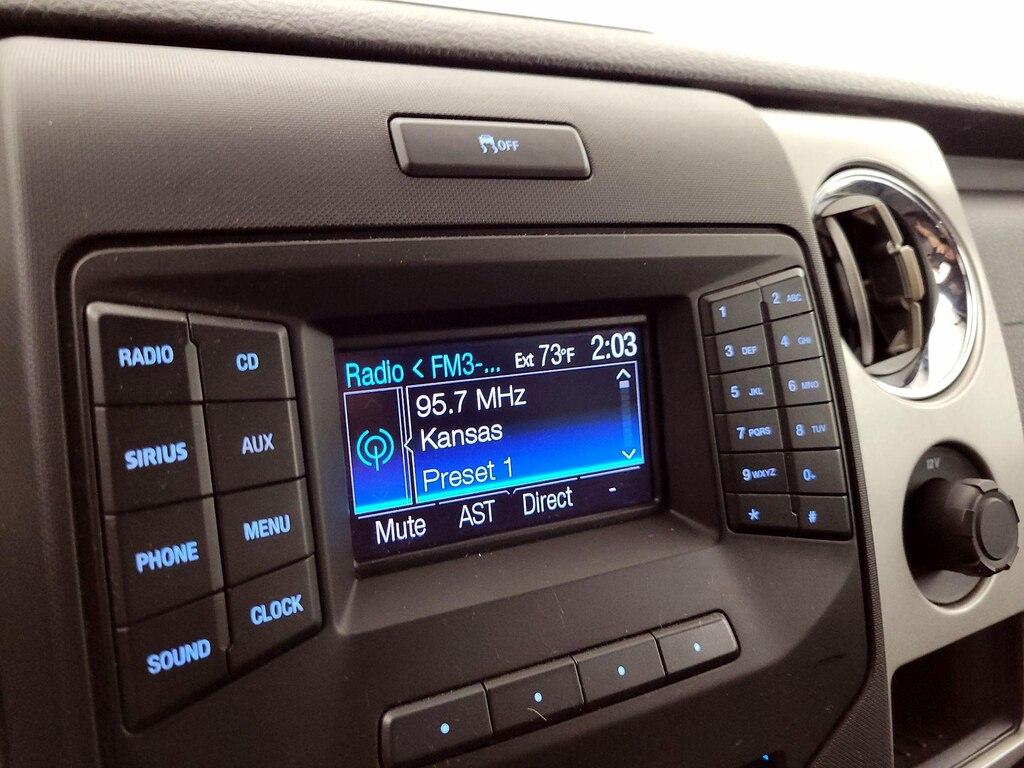 OFF
Radio < FM3-... Ext 73°F 2:03
95.7 MHz
Kansas
Preset 1
Mute AST Direct -
RADIO CD
SIRIUS AUX
PHONE MENU
SOUND CLOCK
1 2 ABC
3 DEF 4 GHI
5 JKL 6 MNO
7 PQRS 8 TUV
9 WXYZ 0+
* #
12V